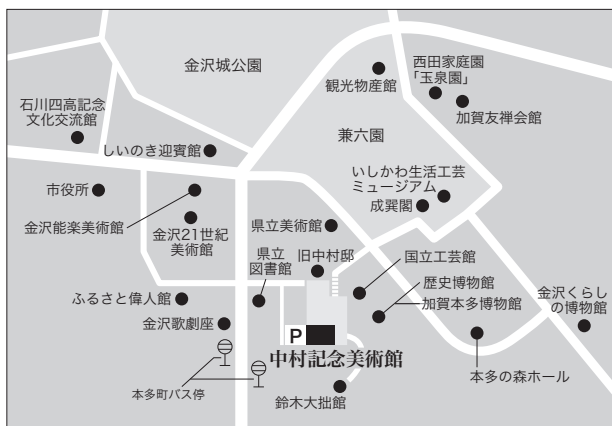 金沢城公園
観光物産館
西田家庭園
「玉泉園」
加賀友禅会館
石川四高記念
文化交流館
しいのき迎賓館
兼六園
いしかわ生活工芸
ミュージアム
成巽閣
市役所
金沢能楽美術館
金沢21世紀
美術館
県立美術館
県立
図書館
旧中村邸
国立工芸館
歴史博物館
加賀本多博物館
金沢くらし
の博物館
ふるさと偉人館
金沢歌劇座
P
中村記念美術館
本多の森ホール
本多町バス停
鈴木大拙館